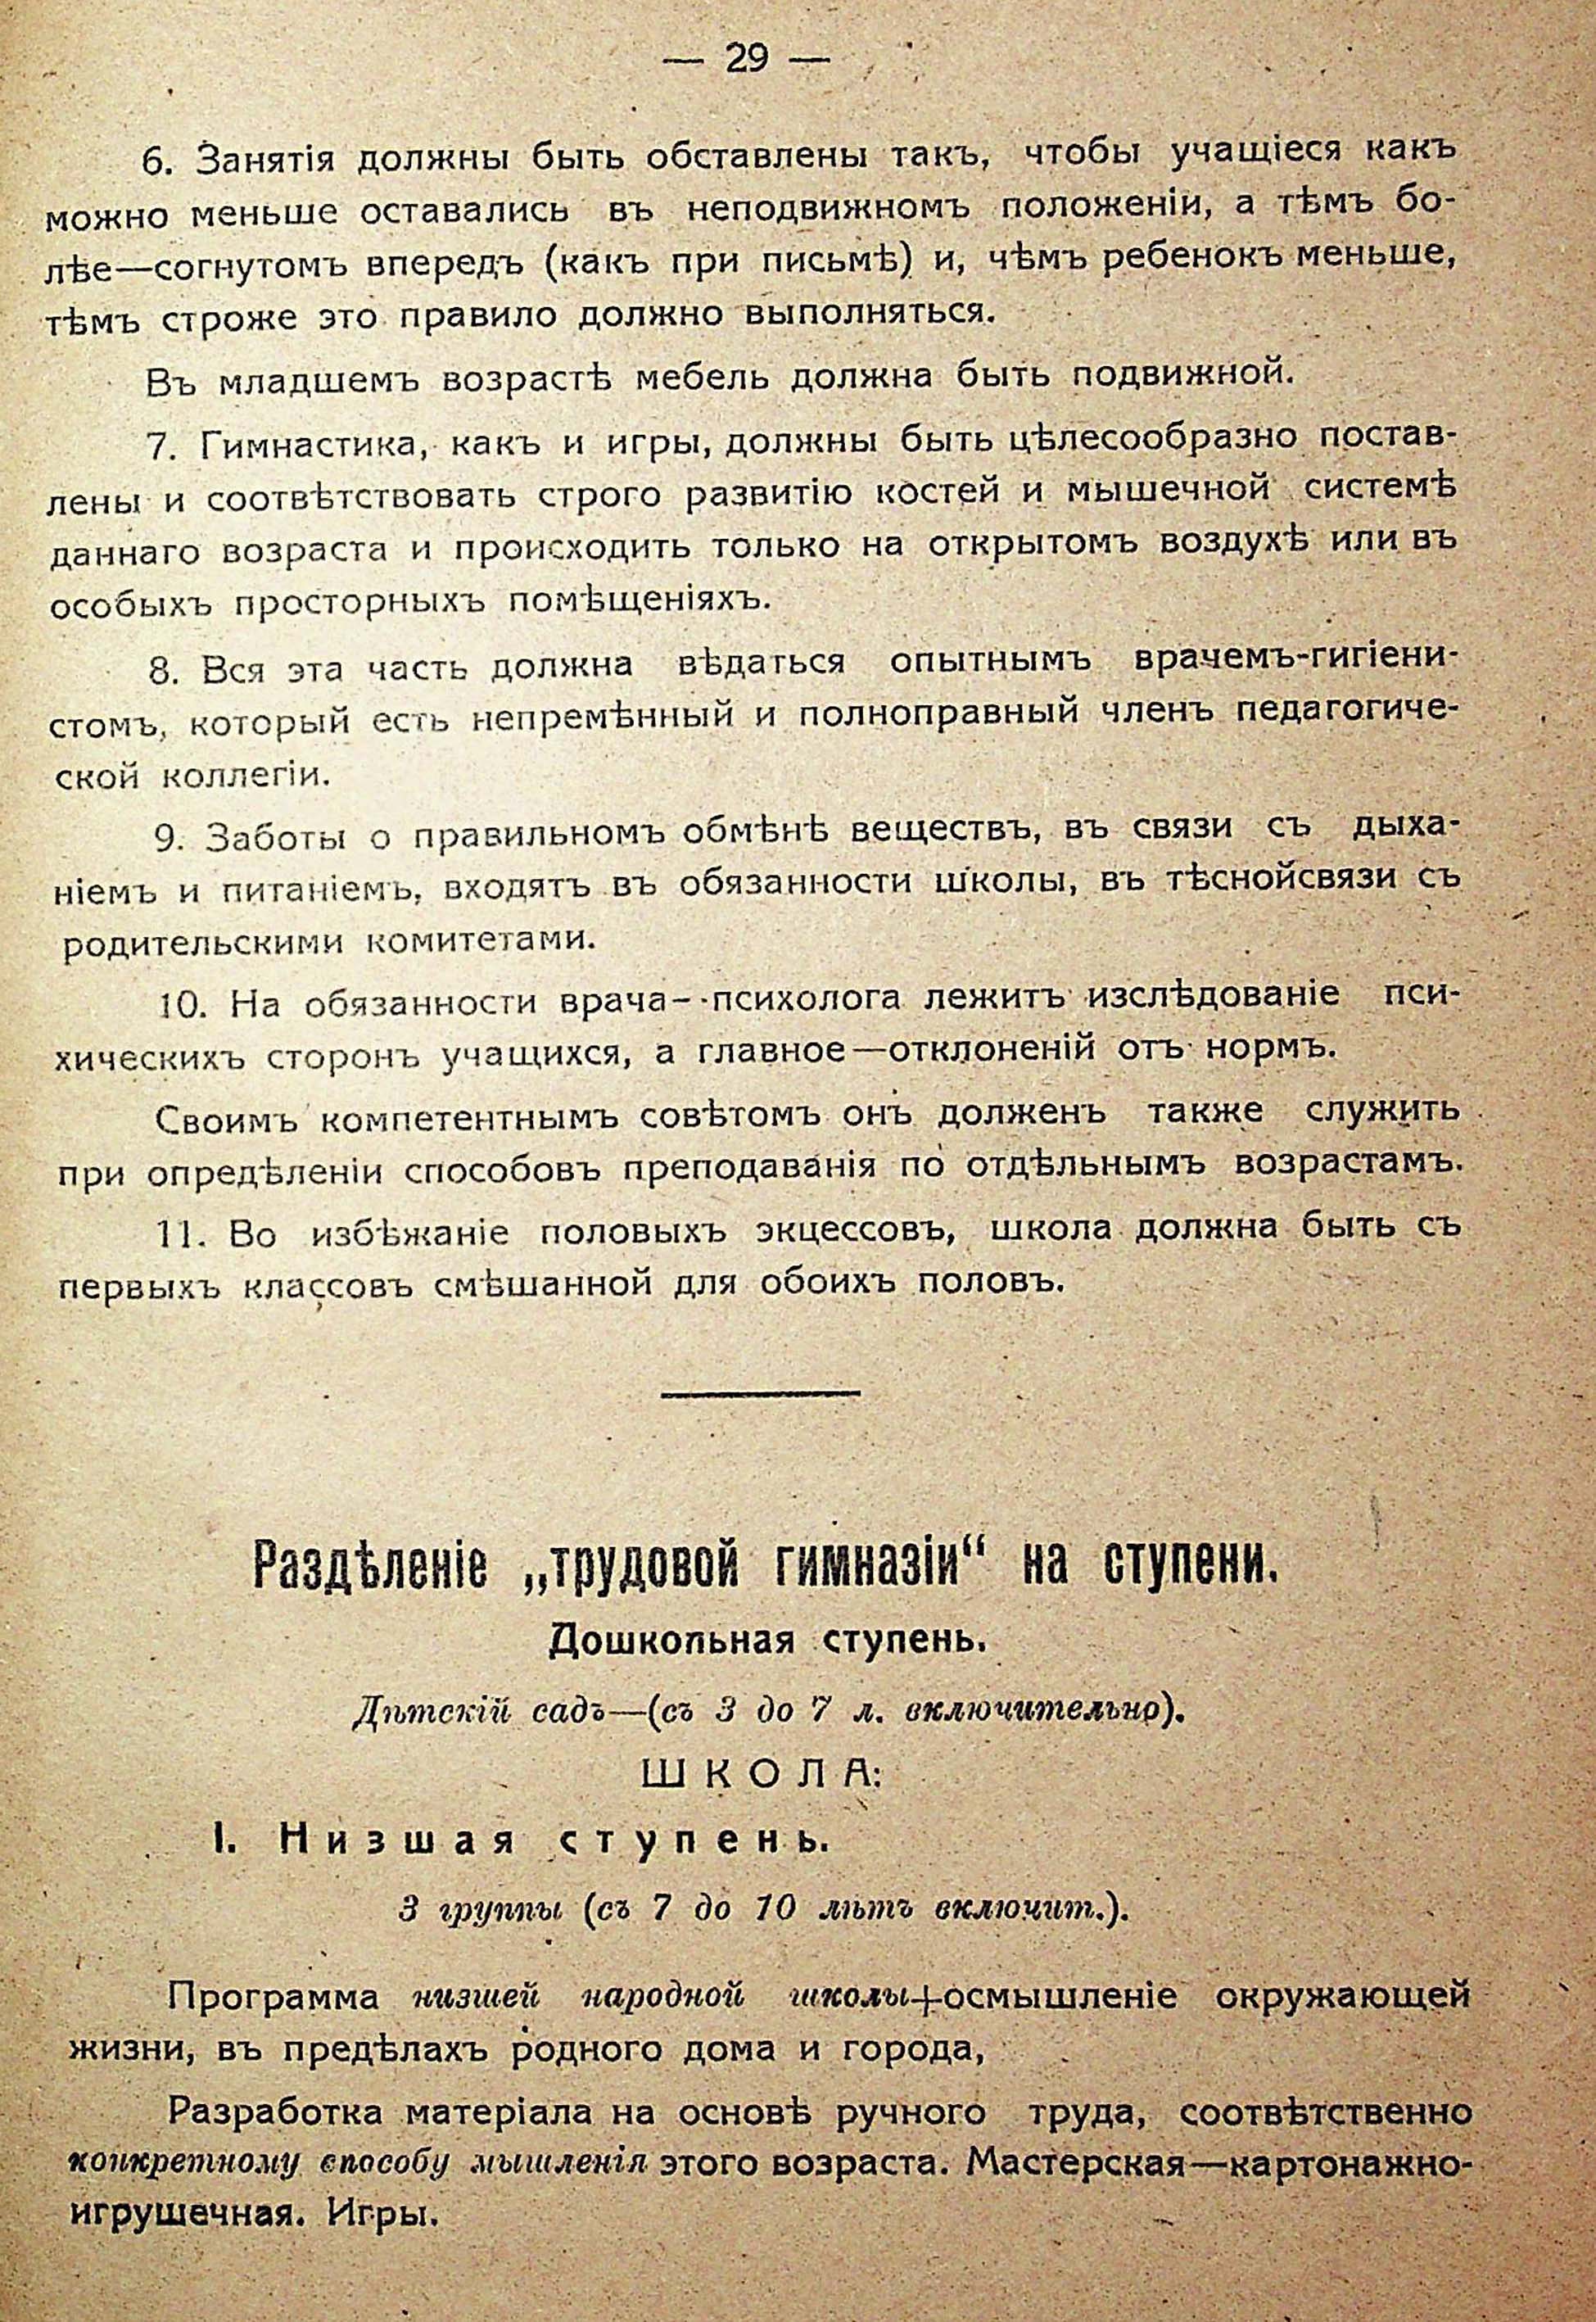 — 29 —
6. Занятія должны быть обставлены такъ, чтобы учащіеся какъ
можно меньше оставались въ неподвижномъ положеніи, а тѣмъ бо-
лѣе—согнутомъ впередъ (какъ при письмѣ) и, чѣмъ ребенокъ меньше,
тѣмъ строже это правило должно выполняться.
Въ младшемъ возрастѣ мебель должна быть подвижной.
7. Гимнастика, какъ и игры, должны быть цѣлесообразно постав-
лены и соотвѣтствовать строго развитію костей и мышечной системѣ
даннаго возраста и происходить только на открытомъ воздухѣ или въ
особыхъ просторныхъ помѣщеніяхъ.
8. Вся эта часть должна вѣдаться опытнымъ врачемъ-гигіени-
стомъ, который есть непремѣнный и полноправный членъ педагогиче-
ской коллегіи.
9. Заботы о правильномъ обмѣнѣ веществъ, въ связи съ дыха-
ніемъ и питаніемъ, входятъ въ обязанности школы, въ тѣснойсвязи съ
родительскими комитетами.
10. На обязанности врача--психолога лежитъ изслѣдованіе пси-
хическихъ сторонъ учащихся, а главное—отклоненій отъ нормъ.
Своимъ компетентнымъ совѣтомъ онъ долженъ также служить
при опредѣленіи способовъ преподаванія по отдѣльнымъ возрастамъ.
11. Во избѣжаніе половыхъ экцессовъ, школа должна быть съ
первыхъ классовъ смѣшанной для обоихъ половъ.
Раздѣленіе „трудовой гимназіи“ на ступени.
Дошкольная ступень.
Дѣтскій садъ—(съ 3 до 7 л. включительно).
ШКОЛА:
I. Низшая ступень.
3 группы (съ 7 до 10 лѣтъ включит.).
Программа низшей народной школы+осмышленіе окружающей
жизни, въ предѣлахъ родного дома и города,
Разработка матеріала на основѣ ручного труда, соотвѣтственно
конкретному способу мышленія этого возраста. Мастерская—картонажно-
игрушечная. Игры.